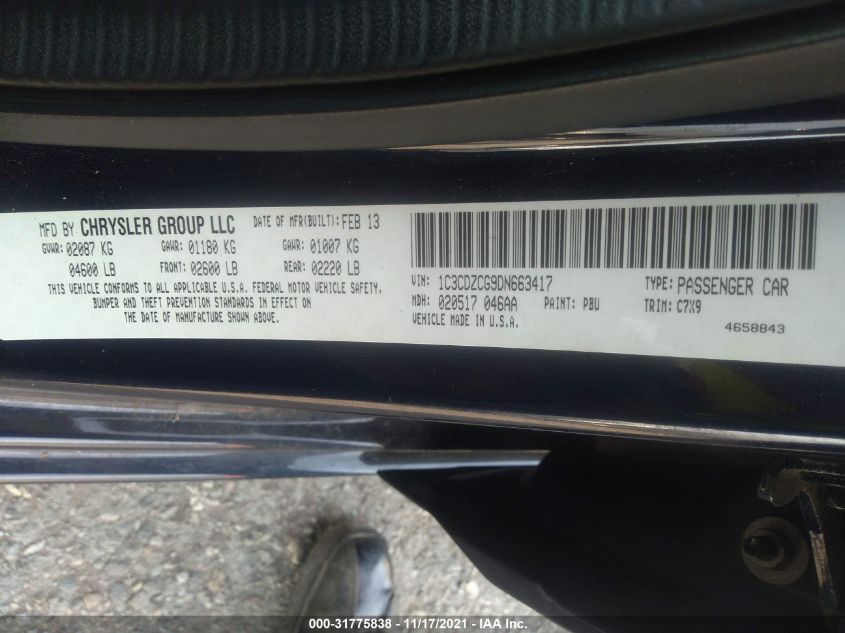 MFD BY CHRYSLER GROUP LLC DATE OF MFR(BUILT): FEB 13
GVWR: 02087 KG GAWR: 01180 KG GAWR: 01007 KG
04600 LB FRONT: 02600 LB REAR: 02220 LB
THIS VEHICLE CONFORMS TO ALL APPLICABLE U.S.A. FEDERAL MOTOR VEHICLE SAFETY,
BUMPER AND THEFT PREVENTION STANDARDS IN EFFECT ON
THE DATE OF MANUFACTURE SHOWN ABOVE.
VIN: 1C3CDZCG9DN663417 TYPE: PASSENGER CAR
MDH: 020517 046AA PAINT: PBU TRIM: C7X9
VEHICLE MADE IN U.S.A.
4658843
000-31775838 - 11/17/2021 - IAA Inc.